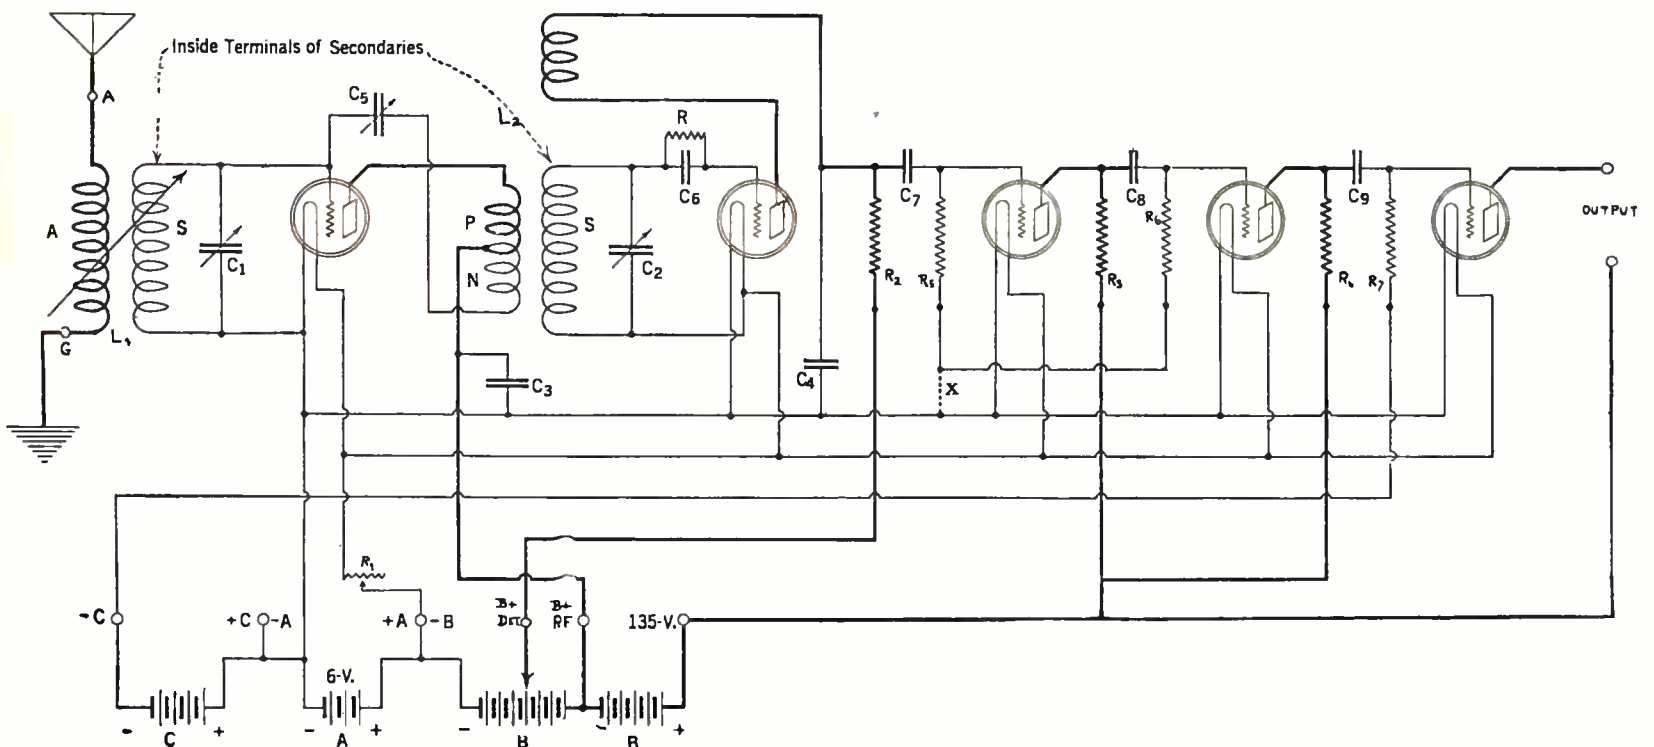 Inside Terminals of Secondaries
A
C5
L2
R
C6
A
S
C1
P
N
S
C2
C7
R2
R5
C8
R6
R3
C9
R4
R7
OUTPUT
G
L1
C3
C4
X
R1
-C
+C
-A
+A
-B
B+
DET
B+
RF
135-V.
6-V.
-
C
+
-
A
+
-
B
-
B
+